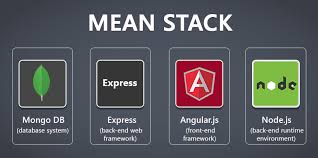 MEAN STACK
Express
node
Mongo DB
(database system)
Express
(back-end web
framework)
Angular.js
(front-end
framework)
Node.js
(back-end runtime
environment)